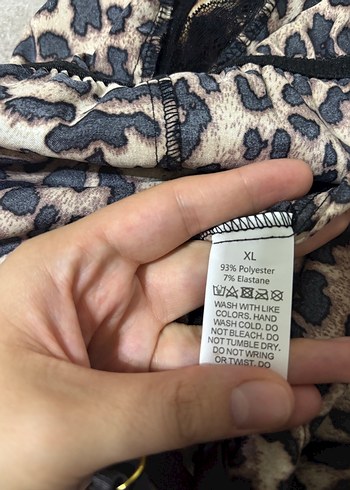 XL
93% Polyester
7% Elastane
WASH WITH LIKE
COLORS. HAND
WASH COLD. DO
NOT BLEACH. DO
NOT TUMBLE DRY.
DO NOT WRING
OR TWIST. DO